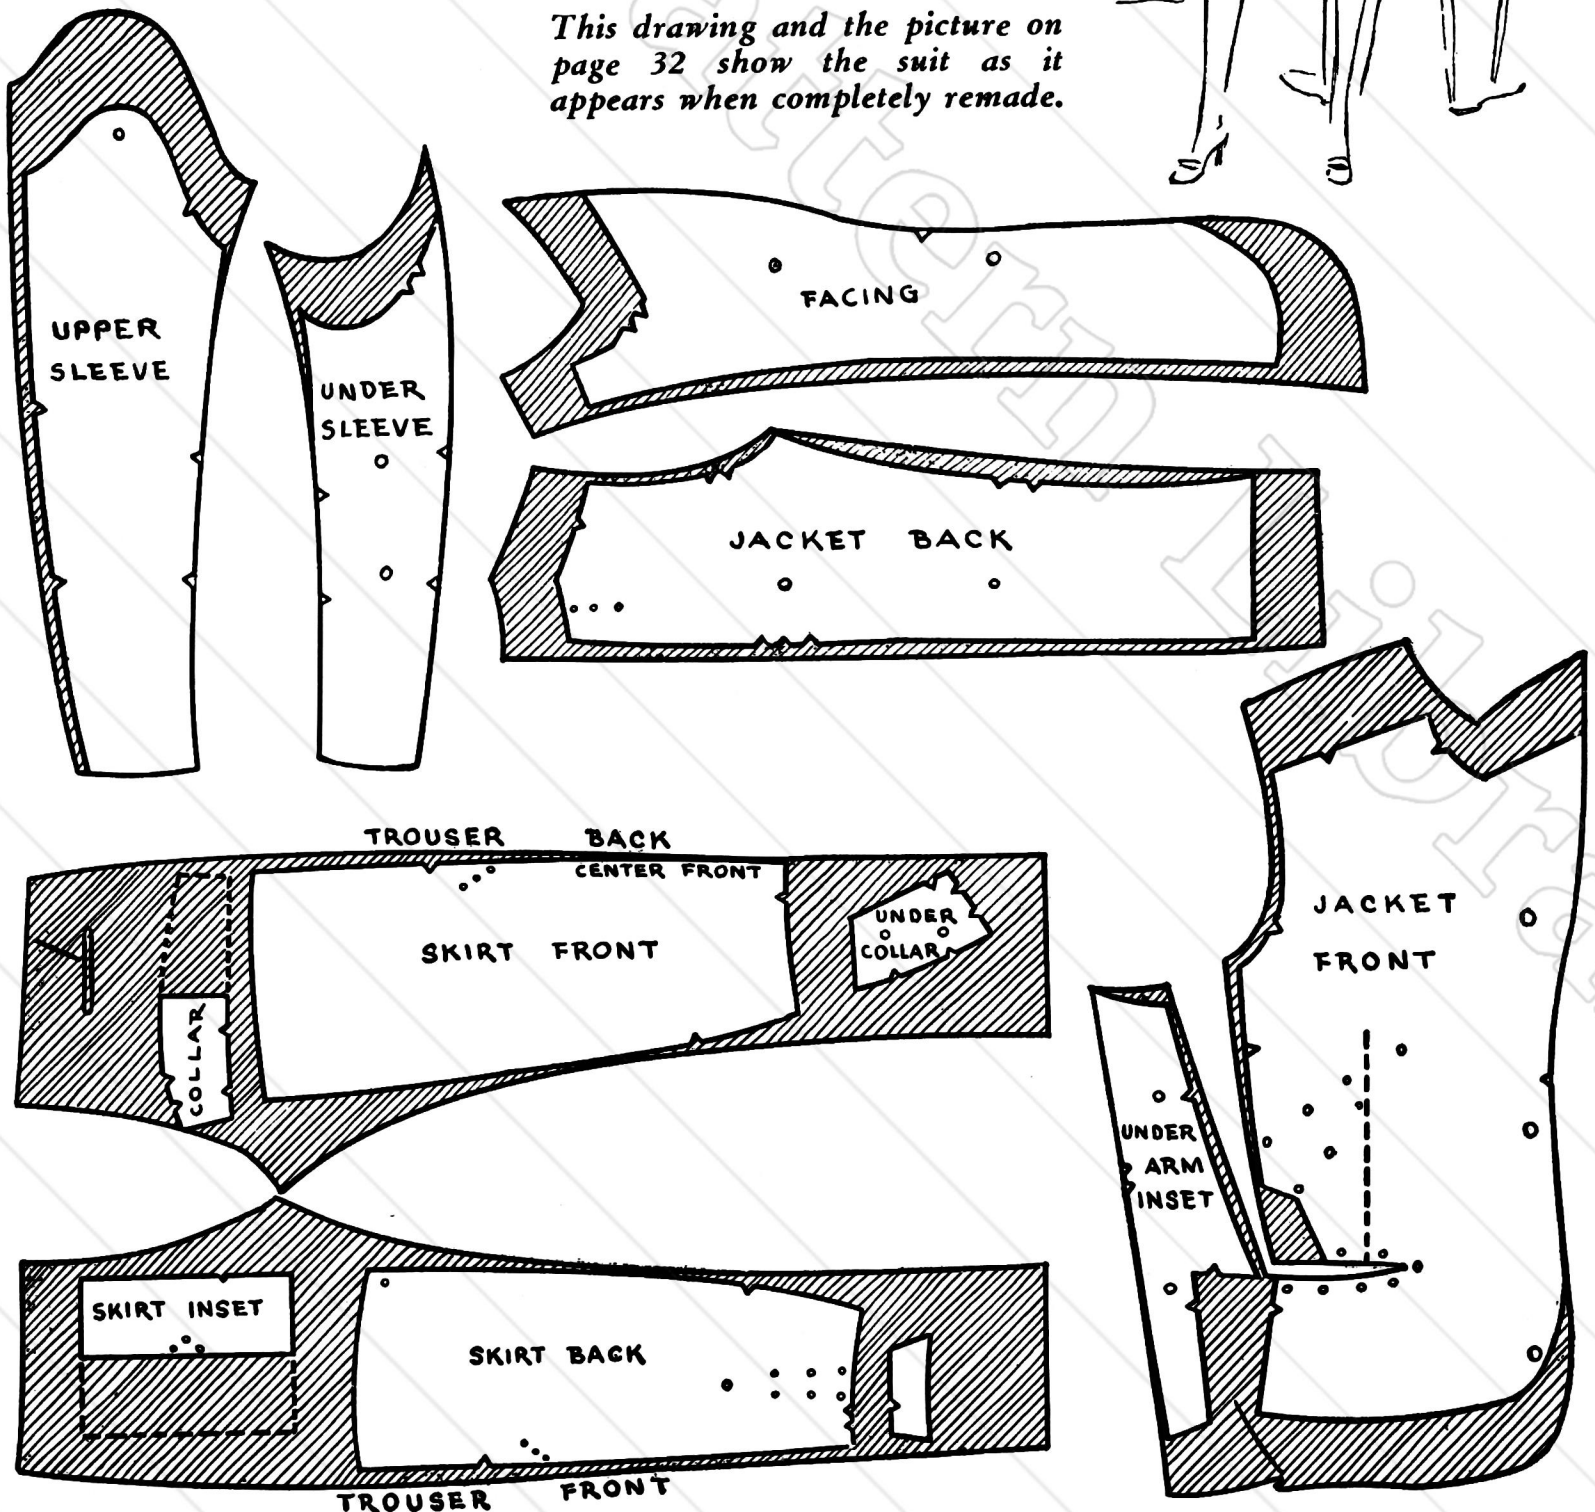 This drawing and the picture on
page 32 show the suit as it
appears when completely remade.
UPPER
SLEEVE
UNDER
SLEEVE
FACING
JACKET BACK
JACKET
FRONT
UNDER
ARM
INSET
TROUSER BACK
CENTER FRONT
SKIRT FRONT
UNDER
COLLAR
COLLAR
SKIRT INSET
SKIRT BACK
TROUSER FRONT